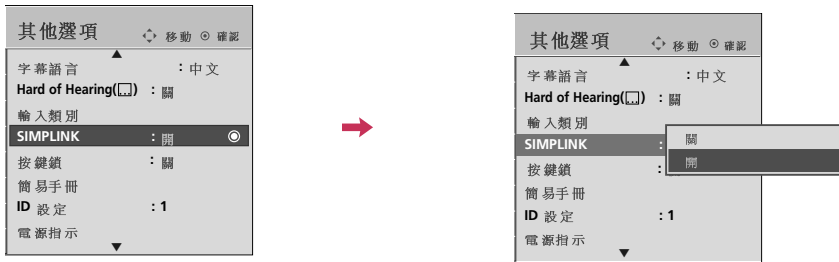 其他選項 移動 確認
字幕語言 : 中文
Hard of Hearing( ) : 關
輸入類別
SIMPLINK : 開
按鍵鎖 : 關
簡易手冊
ID 設定 : 1
電源指示
其他選項 移動 確認
字幕語言 : 中文
Hard of Hearing( ) : 關
輸入類別
SIMPLINK :
關
開
按鍵鎖 :
簡易手冊
ID 設定 : 1
電源指示